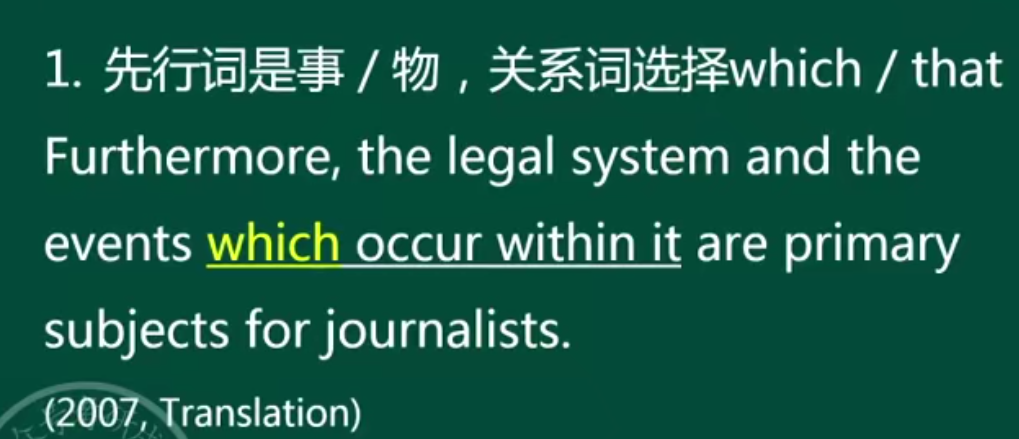 1. 先行词是事 / 物，关系词选择which / that
Furthermore, the legal system and the
events which occur within it are primary
subjects for journalists.
(2007, Translation)